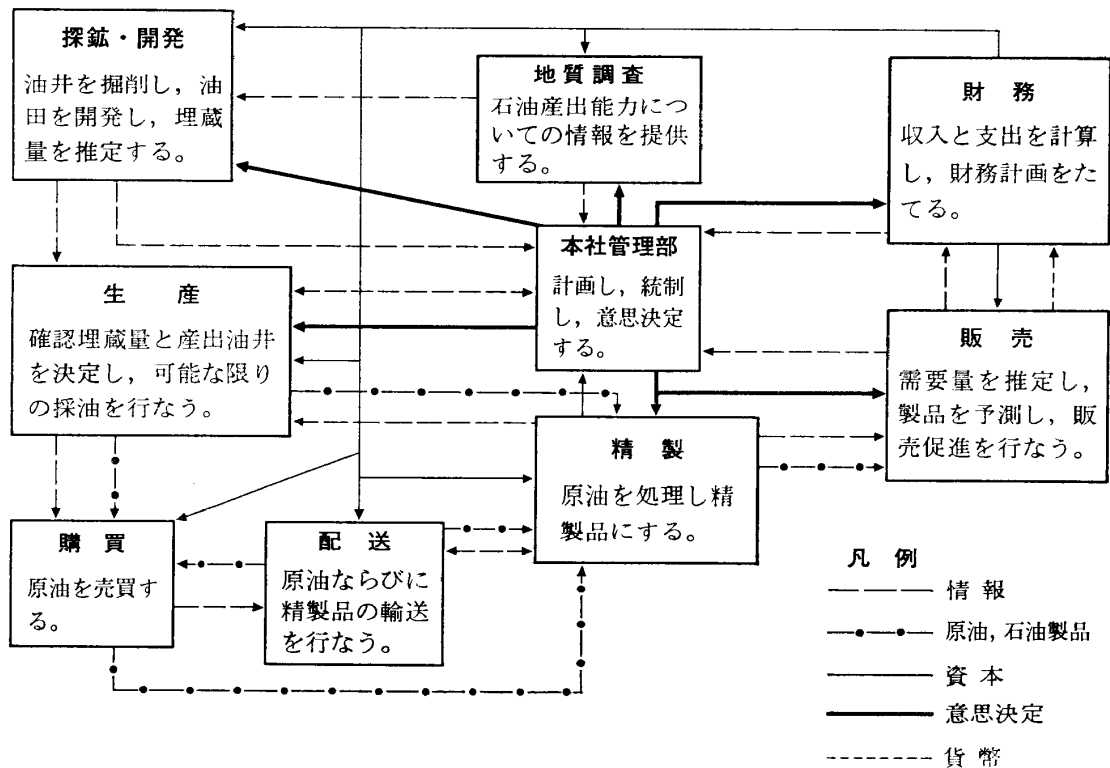 探鉱・開発
油井を掘削し，油
田を開発し，埋蔵
量を推定する。
地質調査
石油産出能力につ
いての情報を提供
する。
財務
収入と支出を計算
し，財務計画をた
てる。
本社管理部
計画し，統制
し，意思決定
する。
生産
確認埋蔵量と産出油井
を決定し，可能な限り
の採油を行なう。
販売
需要量を推定し，
製品を予測し，販
売促進を行なう。
精製
原油を処理し精
製品にする。
購買
原油を売買す
る。
配送
原油ならびに
精製品の輸送
を行なう。
凡例
情報
原油，石油製品
資本
意思決定
貨幣